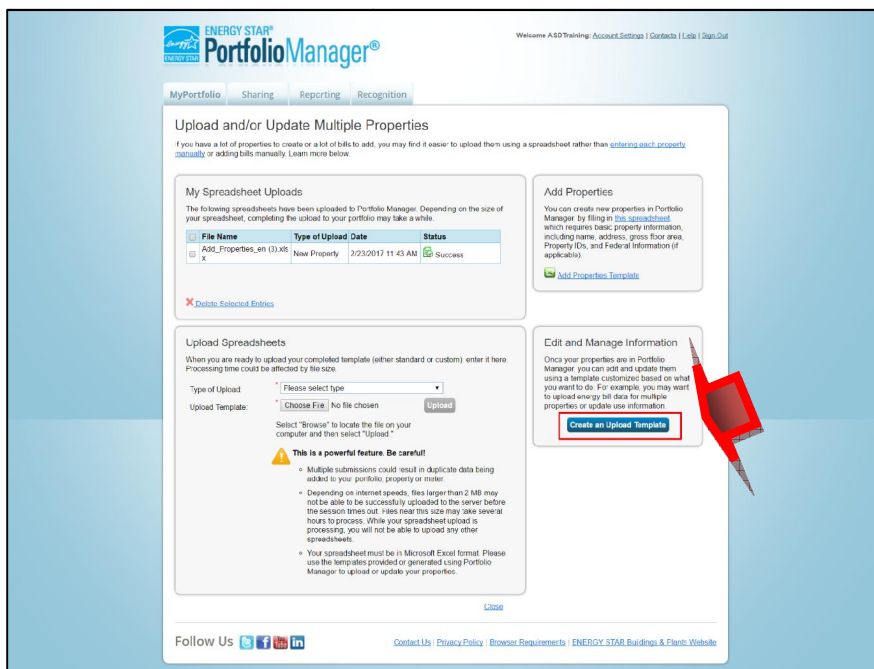 ENERGY STAR®
PortfolioManager®
ENERGY STAR
Welcome ASDTraining: Account Settings | Contacts | Help | Sign Out
MyPortfolio Sharing Reporting Recognition
Upload and/or Update Multiple Properties
If you have a lot of properties to create or a lot of bills to add, you may find it easier to upload them using a spreadsheet rather than entering each property
manually or adding bills manually. Learn more below.
My Spreadsheet Uploads
The following spreadsheets have been uploaded to Portfolio Manager. Depending on the size of
your spreadsheet, completing the upload to your portfolio may take a while.
File Name Type of Upload Date Status
Add_Properties_en (3).xls
x
New Property 2/23/2017 11:43 AM Success
Delete Selected Entries
Add Properties
You can create new properties in Portfolio
Manager by filling in this spreadsheet
which requires basic property information,
including name, address, gross floor area,
Property IDs, and Federal Information (if
applicable).
Add Properties Template
Upload Spreadsheets
When you are ready to upload your completed template (either standard or custom) enter it here.
Processing time could be affected by file size.
Type of Upload: * Please select type
Upload Template: * Choose File No file chosen Upload
Select "Browse" to locate the file on your
computer and then select "Upload."
This is a powerful feature. Be careful!
Multiple submissions could result in duplicate data being
added to your portfolio, property or meter.
Depending on internet speeds, files larger than 2 MB may
not be able to be successfully uploaded to the server before
the session times out. Files near this size may take several
hours to process. While your spreadsheet upload is
processing, you will not be able to upload any other
spreadsheets.
Your spreadsheet must be in Microsoft Excel format. Please
use the templates provided or generated using Portfolio
Manager to upload or update your properties.
Edit and Manage Information
Once your properties are in Portfolio
Manager, you can edit and update them
using a template customized based on what
you want to do. For example, you may want
to upload energy bill data for multiple
properties or update use information.
Create an Upload Template
Close
Follow Us
Contact Us | Privacy Policy | Browser Requirements | ENERGY STAR Buildings & Plants Website